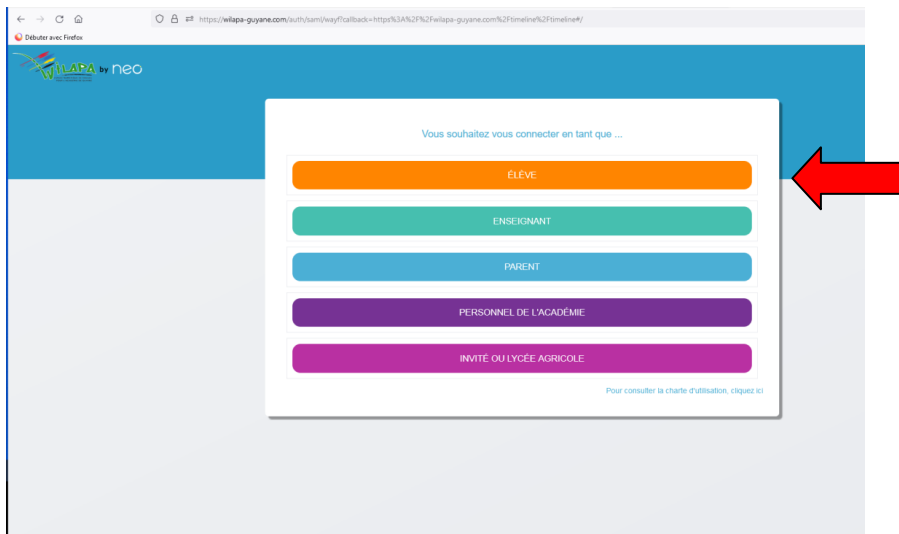 https://wilapa-guyane.com/auth/saml/wayf?callback=https%3A%2F%2Fwilapa-guyane.com%2Ftimeline%2Ftimeline#/
Débuter avec Firefox
WILAPA by neo
Vous souhaitez vous connecter en tant que ...
ÉLÈVE
ENSEIGNANT
PARENT
PERSONNEL DE L'ACADÉMIE
INVITÉ OU LYCÉE AGRICOLE
Pour consulter la charte d'utilisation, cliquez ici